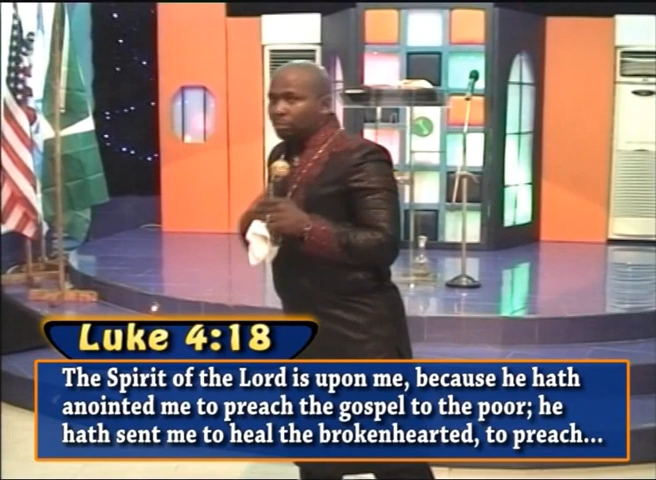 Luke 4:18
The Spirit of the Lord is upon me, because he hath
anointed me to preach the gospel to the poor; he
hath sent me to heal the brokenhearted, to preach...